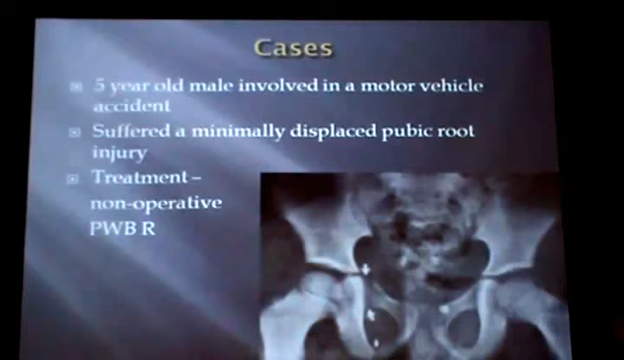 Cases
5 year old male involved in a motor vehicle
accident
Suffered a minimally displaced pubic root
injury
Treatment –
non-operative
PWB R